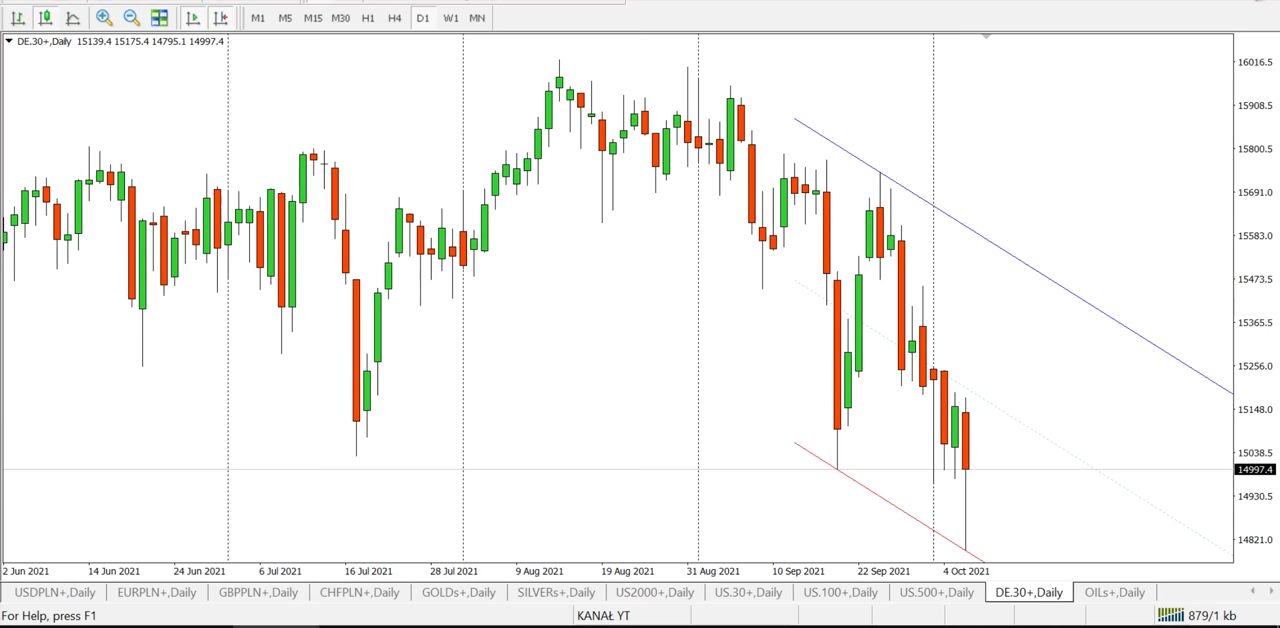 M1 M5 M15 M30 H1 H4 D1 W1 MN
DE.30+,Daily 15139.4 15175.4 14795.1 14997.4
16016.5
15908.5
15800.5
15691.0
15583.0
15473.5
15365.5
15256.0
15148.0
15038.5
14997.4
14930.5
14821.0
2 Jun 2021 14 Jun 2021 24 Jun 2021 6 Jul 2021 16 Jul 2021 28 Jul 2021 9 Aug 2021 19 Aug 2021 31 Aug 2021 10 Sep 2021 22 Sep 2021 4 Oct 2021
USDPLN+,Daily EURPLN+,Daily GBPPLN+,Daily CHFPLN+,Daily GOLDs+,Daily SILVERs+,Daily US2000+,Daily US.30+,Daily US.100+,Daily US.500+,Daily DE.30+,Daily OILs+,Daily
For Help, press F1 KANAŁ YT 879/1 kb